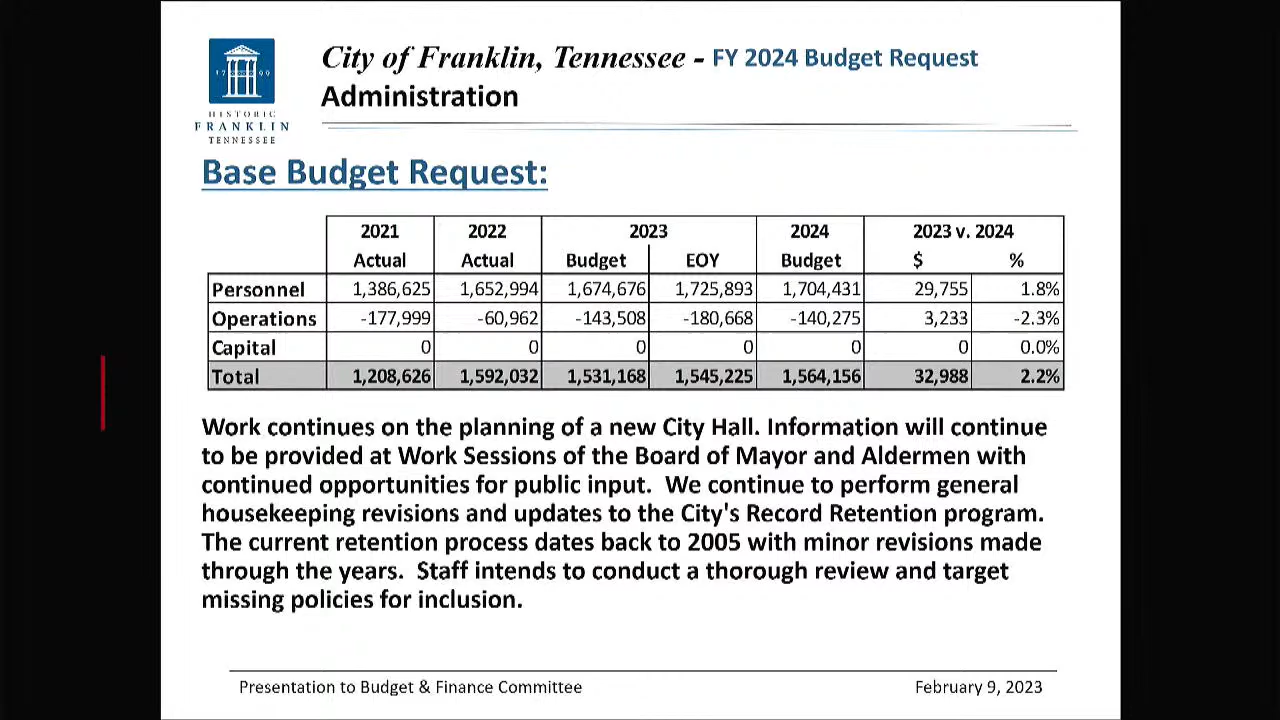 City of Franklin, Tennessee - FY 2024 Budget Request
Administration
17 99
HISTORIC
FRANKLIN
TENNESSEE
Base Budget Request:
2021 2022 2023 2024 2023 v. 2024
Actual Actual Budget EOY Budget $ %
Personnel 1,386,625 1,652,994 1,674,676 1,725,893 1,704,431 29,755 1.8%
Operations -177,999 -60,962 -143,508 -180,668 -140,275 3,233 -2.3%
Capital 0 0 0 0 0 0 0.0%
Total 1,208,626 1,592,032 1,531,168 1,545,225 1,564,156 32,988 2.2%
Work continues on the planning of a new City Hall. Information will continue
to be provided at Work Sessions of the Board of Mayor and Aldermen with
continued opportunities for public input. We continue to perform general
housekeeping revisions and updates to the City's Record Retention program.
The current retention process dates back to 2005 with minor revisions made
through the years. Staff intends to conduct a thorough review and target
missing policies for inclusion.
Presentation to Budget & Finance Committee February 9, 2023